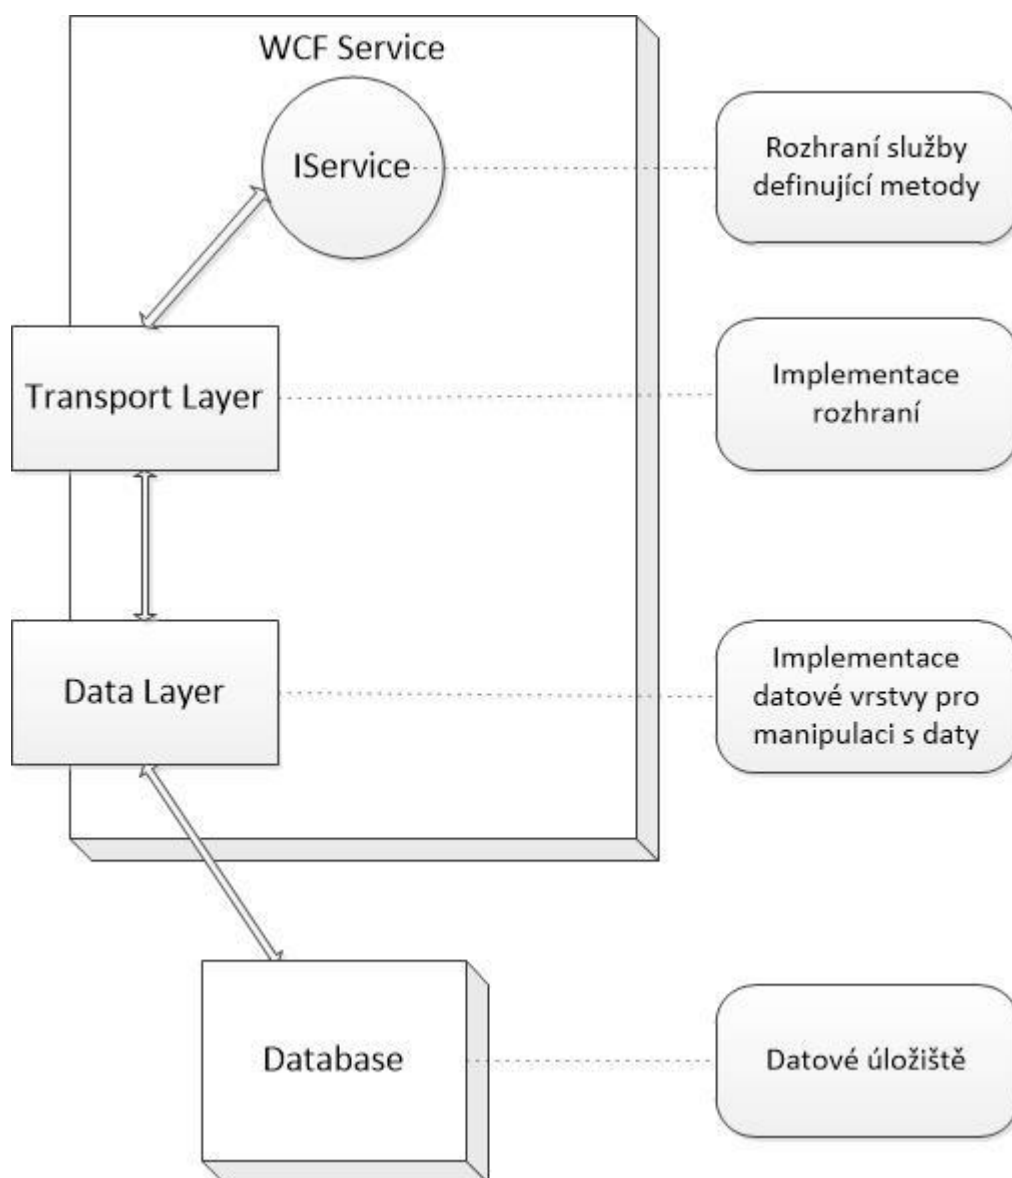 WCF Service
IService
Rozhraní služby
definující metody
Transport Layer
Implementace
rozhraní
Data Layer
Implementace
datové vrstvy pro
manipulaci s daty
Database
Datové úložiště